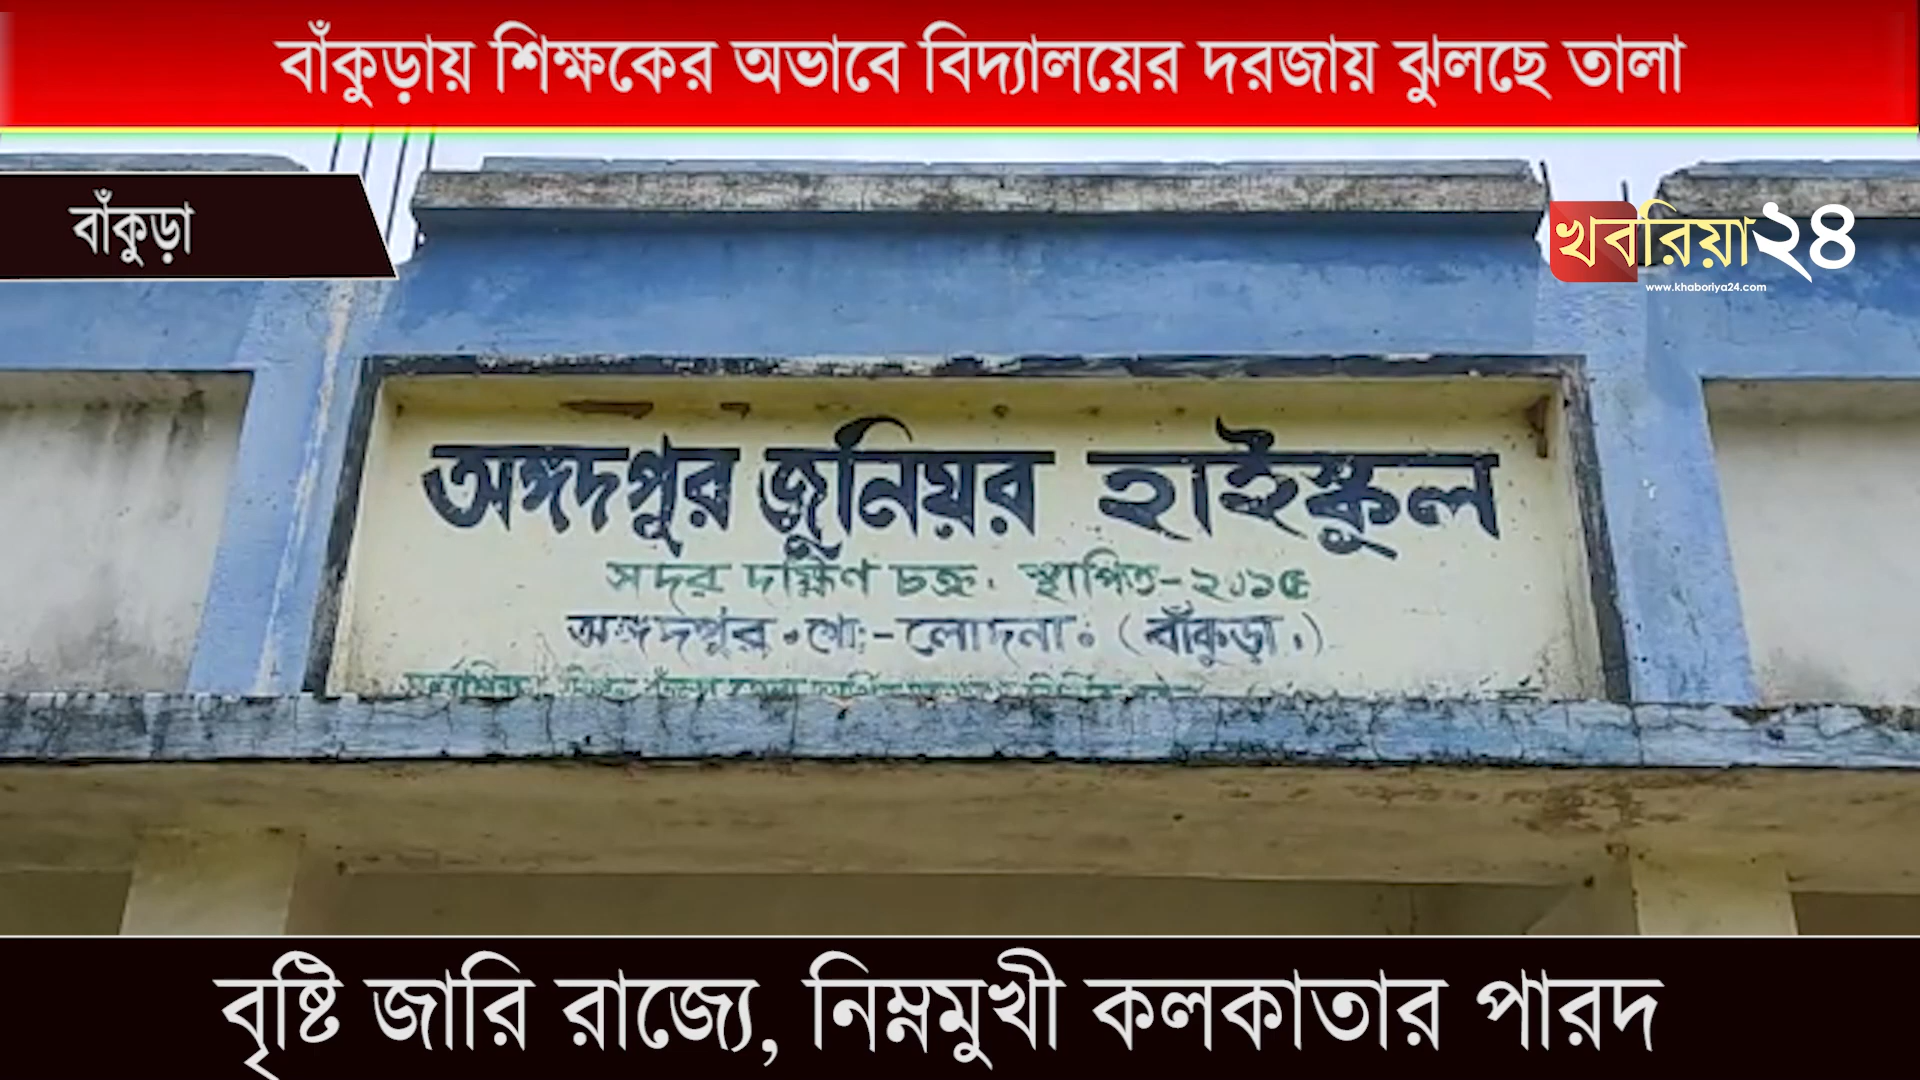 বাঁকুড়ায় শিক্ষকের অভাবে বিদ্যালয়ের দরজায় ঝুলছে তালা
বাঁকুড়া
খবরিয়া২৪
www.khaboriya24.com
অঙ্গদপুর জুনিয়র হাইস্কুল
সদর দক্ষিণ চক্র. স্থাপিত-২০১৫
অঙ্গদপুর.পো:-লোদনা. (বাঁকুড়া.)
বৃষ্টি জারি রাজ্যে, নিম্নমুখী কলকাতার পারদ